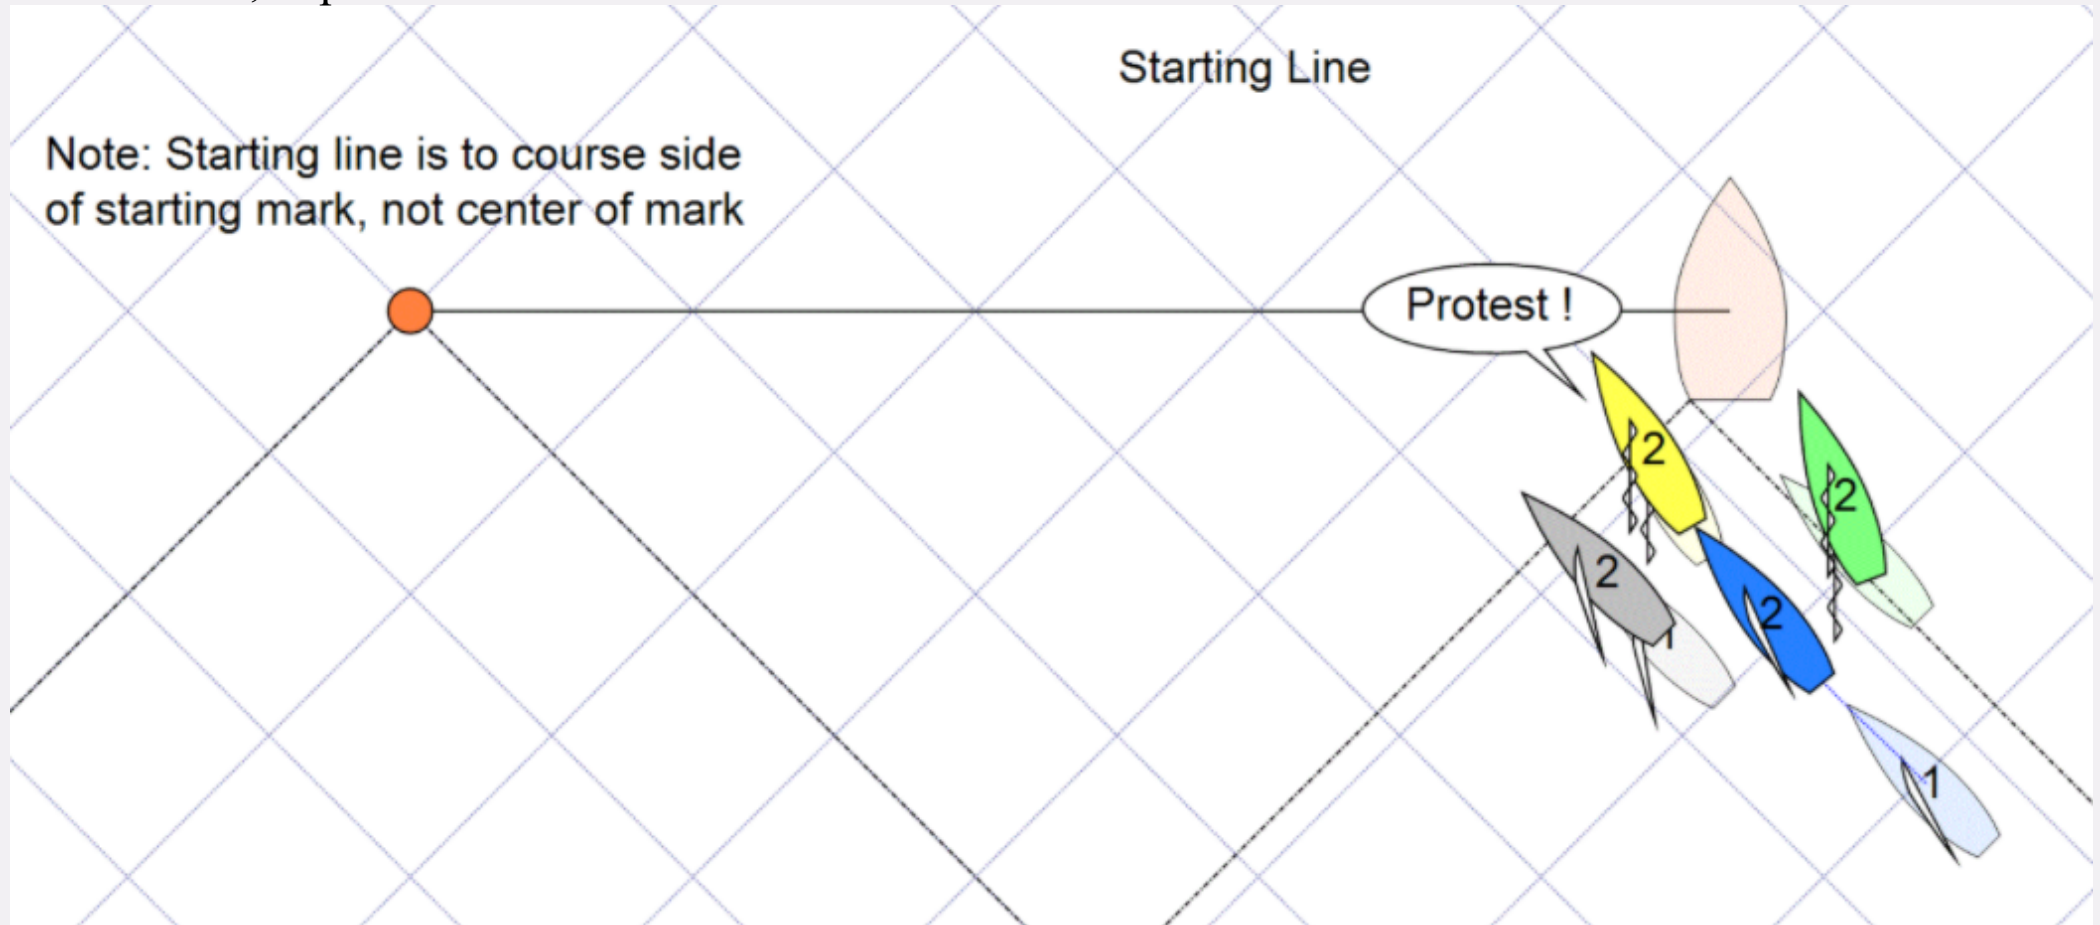 Starting Line
Note: Starting line is to course side
of starting mark, not center of mark
Protest !
2
2
2
2
1
1